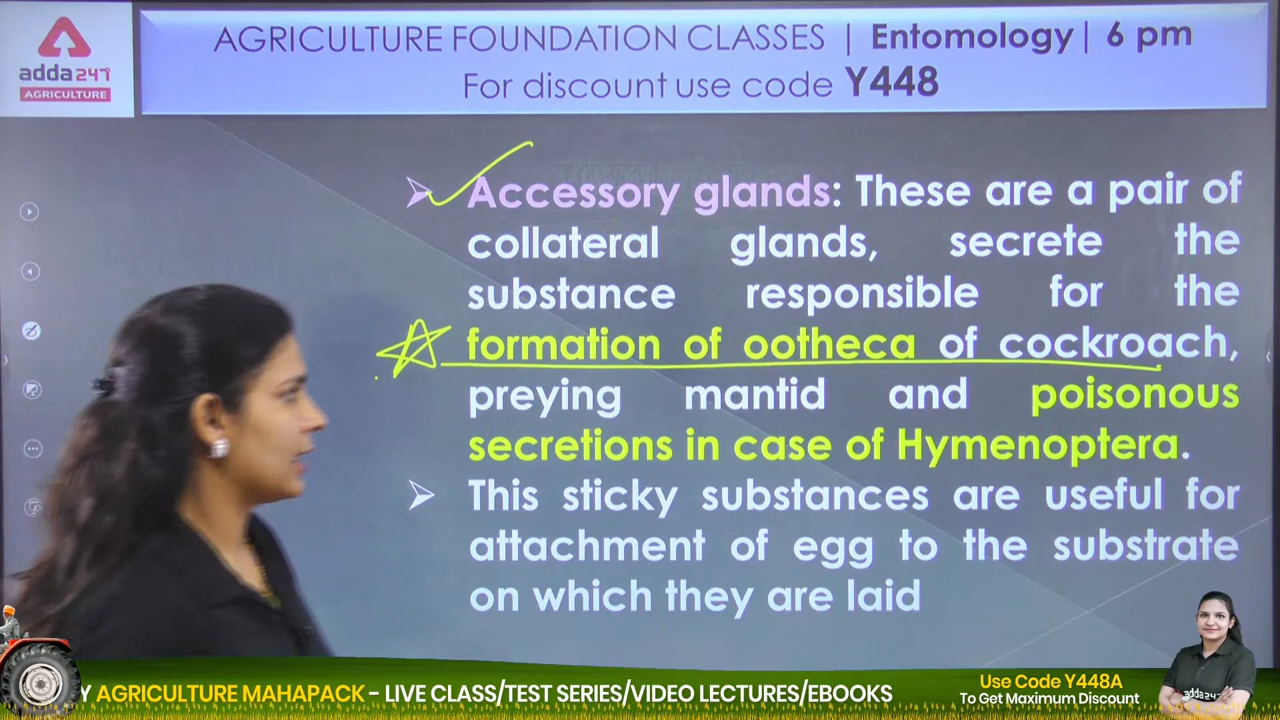 adda247
AGRICULTURE
AGRICULTURE FOUNDATION CLASSES | Entomology| 6 pm
For discount use code Y448
Accessory glands: These are a pair of
collateral glands, secrete the
substance responsible for the
formation of ootheca of cockroach,
preying mantid and poisonous
secretions in case of Hymenoptera.
This sticky substances are useful for
attachment of egg to the substrate
on which they are laid
Y AGRICULTURE MAHAPACK - LIVE CLASS/TEST SERIES/VIDEO LECTURES/EBOOKS
Use Code Y448A
To Get Maximum Discount
adda247